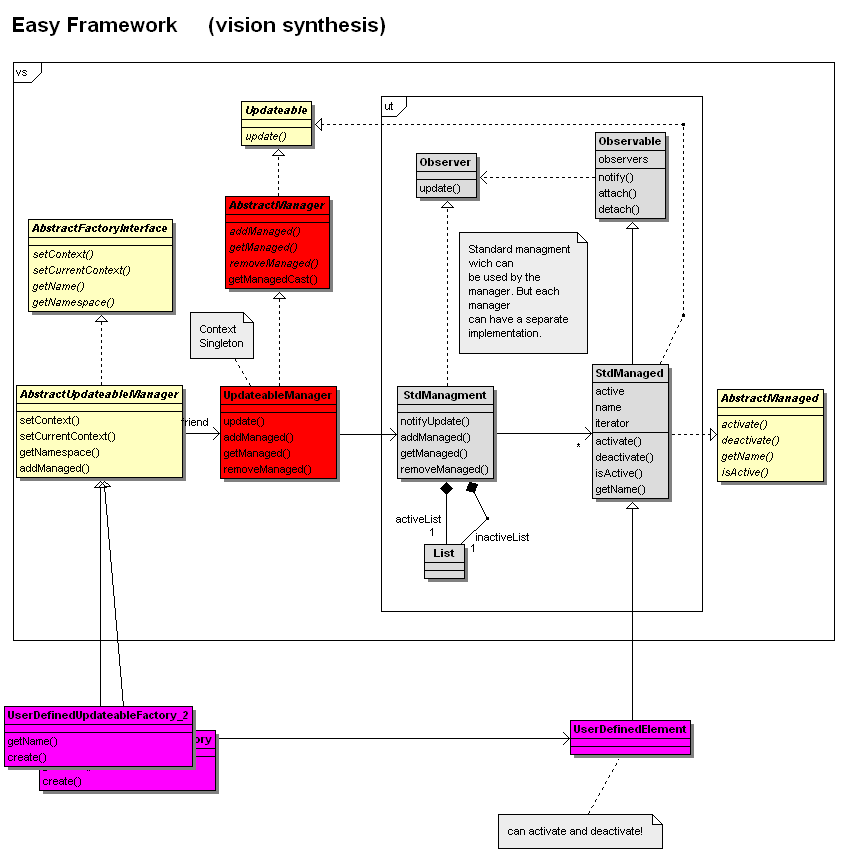 Easy Framework (vision synthesis)
vs
ut
Updateable
update()
Observable
observers
notify()
attach()
detach()
Observer
update()
AbstractManager
addManaged()
getManaged()
removeManaged()
getManagedCast()
AbstractFactoryInterface
setContext()
setCurrentContext()
getName()
getNamespace()
Standard managment
wich can
be used by the
manager. But each
manager
can have a separate
implementation.
Context
Singleton
AbstractUpdateableManager
setContext()
setCurrentContext()
getNamespace()
addManaged()
friend
UpdateableManager
update()
addManaged()
getManaged()
removeManaged()
StdManagment
notifyUpdate()
addManaged()
getManaged()
removeManaged()
*
StdManaged
active
name
iterator
activate()
deactivate()
isActive()
getName()
AbstractManaged
activate()
deactivate()
getName()
isActive()
activeList
1
inactiveList
1
List
UserDefinedUpdateableFactory_2
getName()
create()
ory
create()
UserDefinedElement
can activate and deactivate!